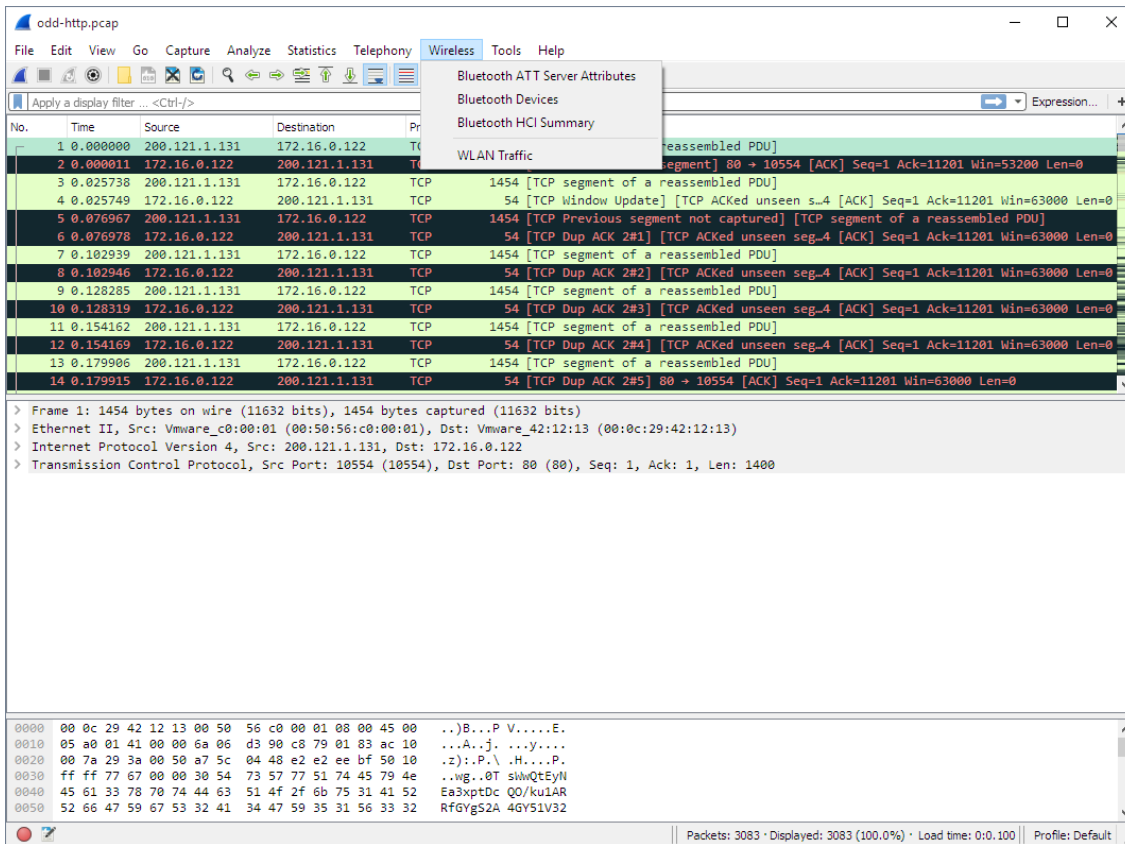 odd-http.pcap
File Edit View Go Capture Analyze Statistics Telephony Wireless Tools Help
Bluetooth ATT Server Attributes
Bluetooth Devices
Bluetooth HCI Summary
WLAN Traffic
Apply a display filter ... <Ctrl-/> Expression... +
No. Time Source Destination
1 0.000000 200.121.1.131 172.16.0.122 reassembled PDU]
2 0.000011 172.16.0.122 200.121.1.131 segment] 80 → 10554 [ACK] Seq=1 Ack=11201 Win=53200 Len=0
3 0.025738 200.121.1.131 172.16.0.122 TCP 1454 [TCP segment of a reassembled PDU]
4 0.025749 172.16.0.122 200.121.1.131 TCP 54 [TCP Window Update] [TCP ACKed unseen s…4 [ACK] Seq=1 Ack=11201 Win=63000 Len=0
5 0.076967 200.121.1.131 172.16.0.122 TCP 1454 [TCP Previous segment not captured] [TCP segment of a reassembled PDU]
6 0.076978 172.16.0.122 200.121.1.131 TCP 54 [TCP Dup ACK 2#1] [TCP ACKed unseen seg…4 [ACK] Seq=1 Ack=11201 Win=63000 Len=0
7 0.102939 200.121.1.131 172.16.0.122 TCP 1454 [TCP segment of a reassembled PDU]
8 0.102946 172.16.0.122 200.121.1.131 TCP 54 [TCP Dup ACK 2#2] [TCP ACKed unseen seg…4 [ACK] Seq=1 Ack=11201 Win=63000 Len=0
9 0.128285 200.121.1.131 172.16.0.122 TCP 1454 [TCP segment of a reassembled PDU]
10 0.128319 172.16.0.122 200.121.1.131 TCP 54 [TCP Dup ACK 2#3] [TCP ACKed unseen seg…4 [ACK] Seq=1 Ack=11201 Win=63000 Len=0
11 0.154162 200.121.1.131 172.16.0.122 TCP 1454 [TCP segment of a reassembled PDU]
12 0.154169 172.16.0.122 200.121.1.131 TCP 54 [TCP Dup ACK 2#4] [TCP ACKed unseen seg…4 [ACK] Seq=1 Ack=11201 Win=63000 Len=0
13 0.179906 200.121.1.131 172.16.0.122 TCP 1454 [TCP segment of a reassembled PDU]
14 0.179915 172.16.0.122 200.121.1.131 TCP 54 [TCP Dup ACK 2#5] 80 → 10554 [ACK] Seq=1 Ack=11201 Win=63000 Len=0
> Frame 1: 1454 bytes on wire (11632 bits), 1454 bytes captured (11632 bits)
> Ethernet II, Src: Vmware_c0:00:01 (00:50:56:c0:00:01), Dst: Vmware_42:12:13 (00:0c:29:42:12:13)
> Internet Protocol Version 4, Src: 200.121.1.131, Dst: 172.16.0.122
> Transmission Control Protocol, Src Port: 10554 (10554), Dst Port: 80 (80), Seq: 1, Ack: 1, Len: 1400
0000 00 0c 29 42 12 13 00 50 56 c0 00 01 08 00 45 00 ..)B...P V.....E.
0010 05 a0 01 41 00 00 6a 06 d3 90 c8 79 01 83 ac 10 ...A..j. ...y....
0020 00 7a 29 3a 00 50 a7 5c 04 48 e2 e2 ee bf 50 10 .z):.P.\ .H....P.
0030 ff ff 77 67 00 00 30 54 73 57 77 51 74 45 79 4e ..wg..0T sWwQtEyN
0040 45 61 33 78 70 74 44 63 51 4f 2f 6b 75 31 41 52 Ea3xptDc QO/ku1AR
0050 52 66 47 59 67 53 32 41 34 47 59 35 31 56 33 32 RfGYgS2A 4GY51V32
Packets: 3083 · Displayed: 3083 (100.0%) · Load time: 0:0.100 Profile: Default